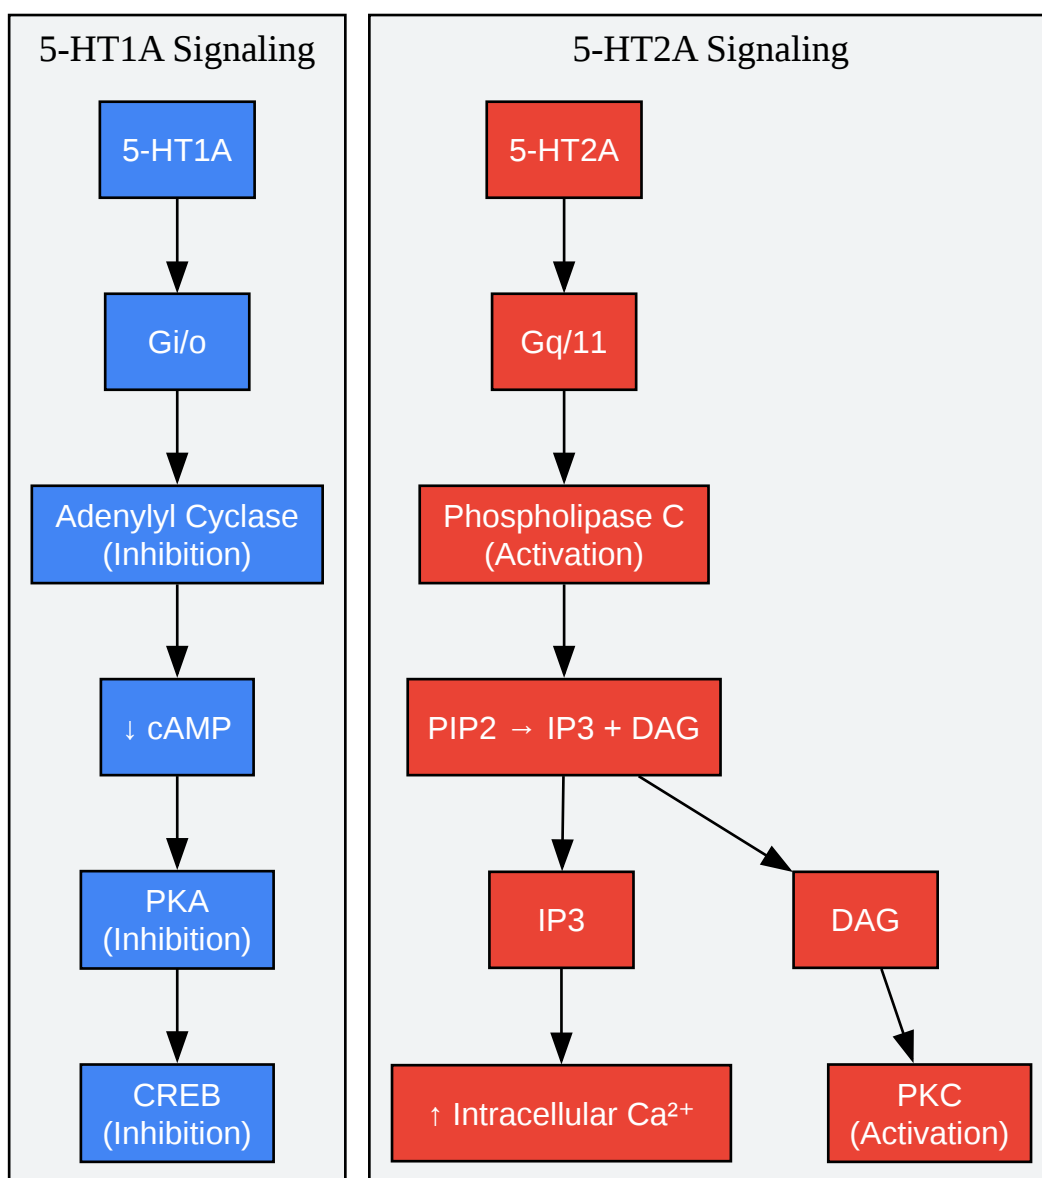 5-HT1A Signaling
5-HT1A
Gi/o
Adenylyl Cyclase
(Inhibition)
↓ cAMP
PKA
(Inhibition)
CREB
(Inhibition)
5-HT2A Signaling
5-HT2A
Gq/11
Phospholipase C
(Activation)
PIP2 → IP3 + DAG
IP3
DAG
↑ Intracellular Ca²⁺
PKC
(Activation)